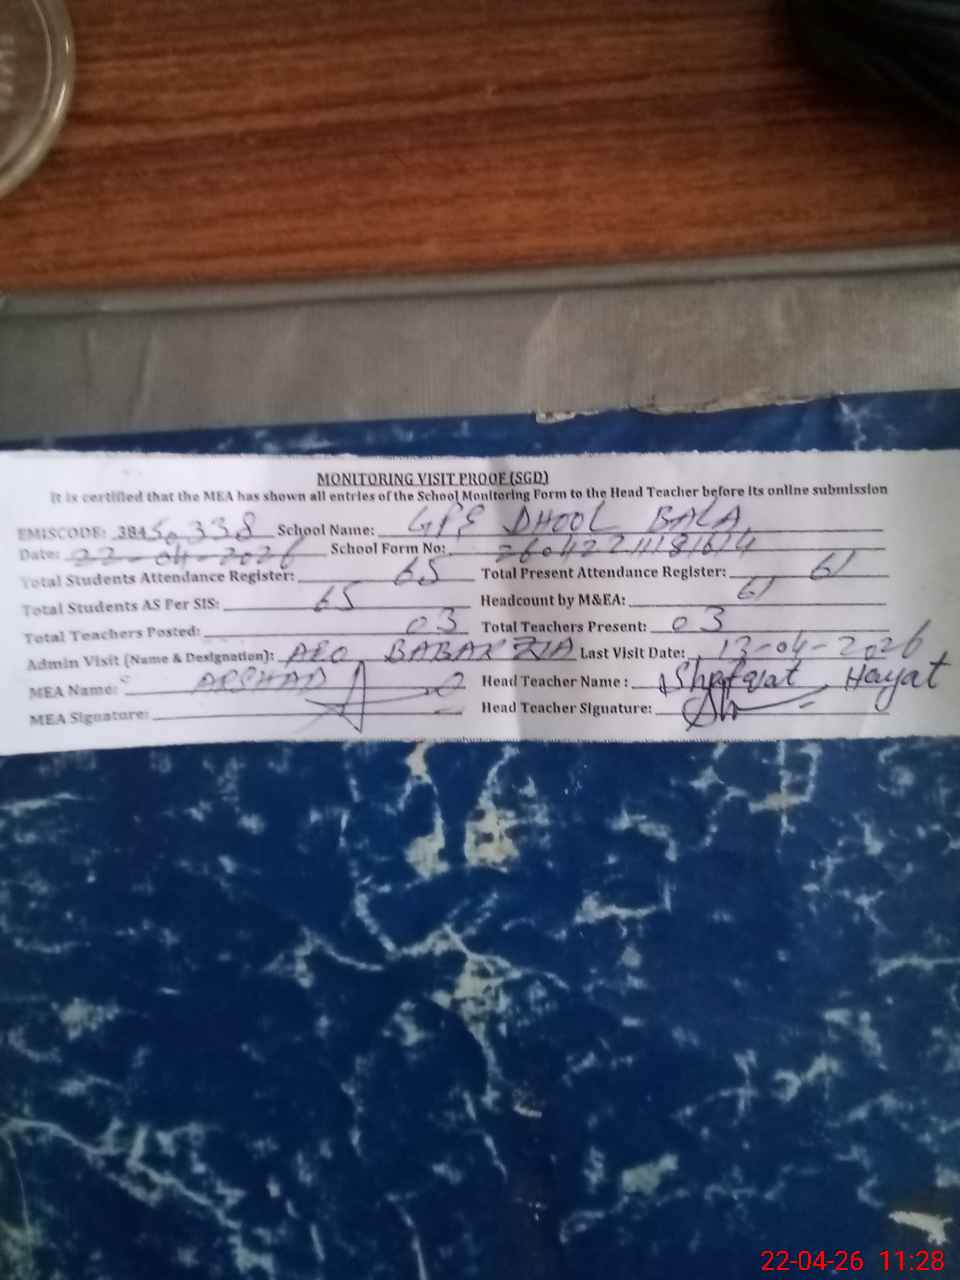 MONITORING VISIT PROOF (SGD)
It is certified that the MEA has shown all entries of the School Monitoring Form to the Head Teacher before its online submission
EMISCODE: 38450338 School Name: GPS DHOOL BALA
Date: 22-04-2026 School Form No:
Total Students Attendance Register: 65 Total Present Attendance Register: 61
Total Students AS Per SIS: 65 Headcount by M&EA: 61
Total Teachers Posted: 03 Total Teachers Present: 03
Admin Visit (Name & Designation): AEO BABAR ZIA Last Visit Date: 13-04-2026
MEA Name: ARSHAD Head Teacher Name : Shafqat Hayat
MEA Signature: Head Teacher Signature:
22-04-26 11:28